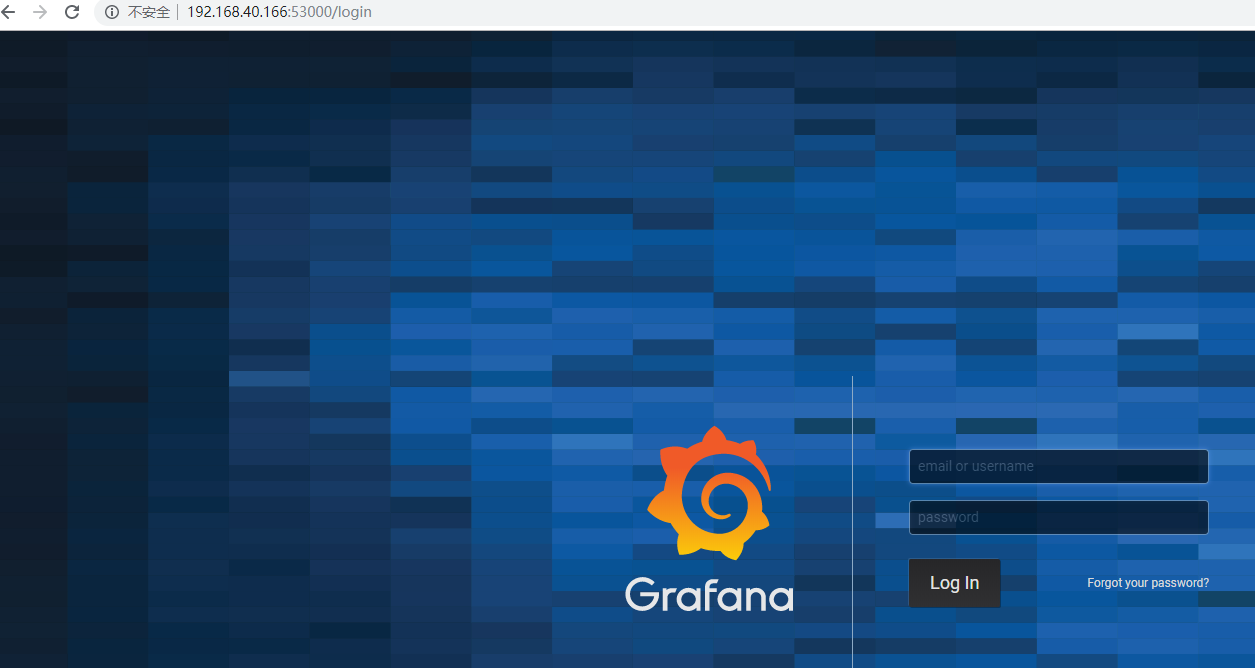 不安全 192.168.40.166:53000/login
Grafana
email or username
password
Log In
Forgot your password?